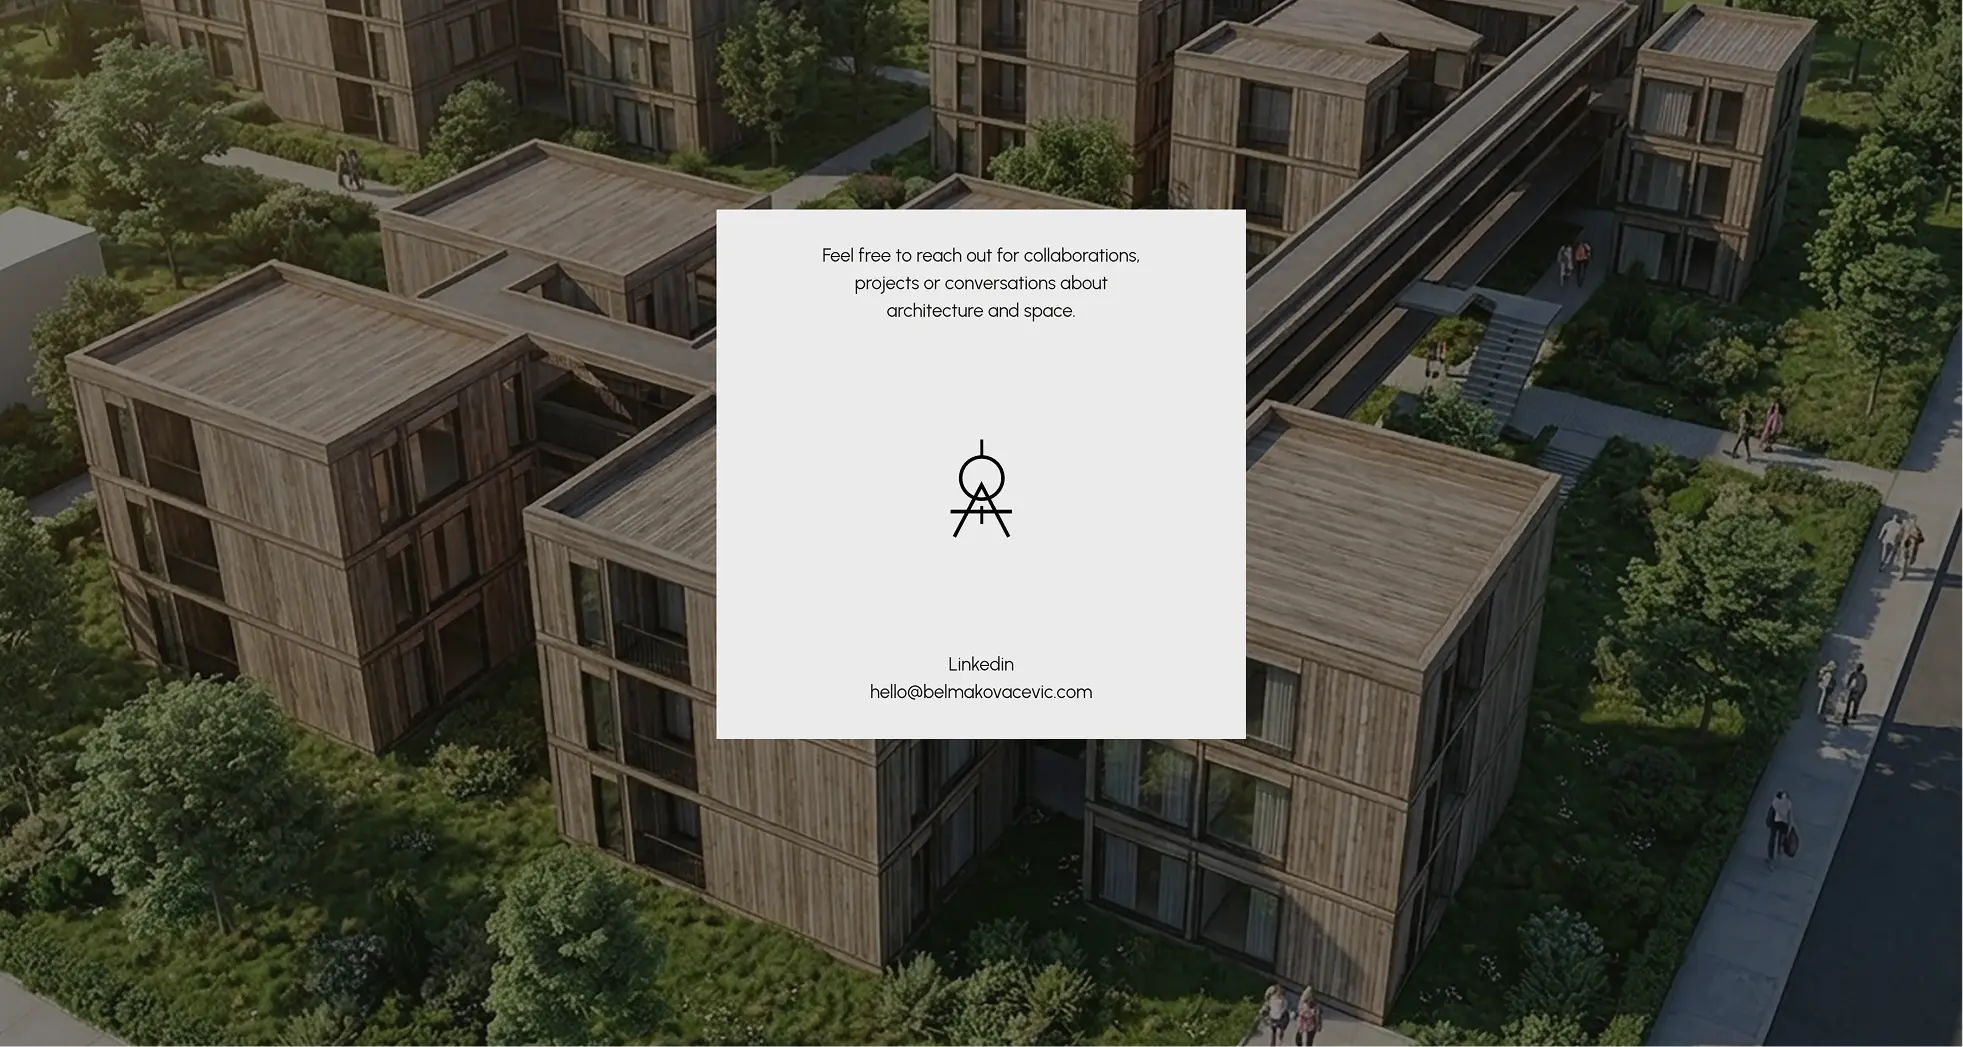 Feel free to reach out for collaborations,
projects or conversations about
architecture and space.
Linkedin
hello@belmakovacevic.com